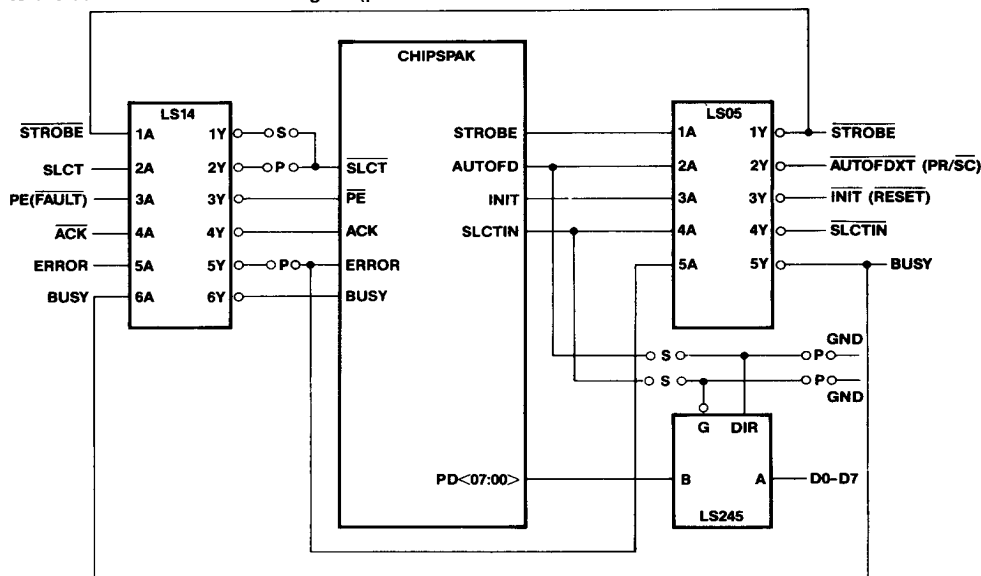 CHIPSPAK
LS14
LS05
STROBE 1A 1Y S STROBE 1A 1Y STROBE
SLCT 2A 2Y P SLCT AUTOFD 2A 2Y AUTOFDXT (PR/SC)
PE(FAULT) 3A 3Y PE INIT 3A 3Y INIT (RESET)
ACK 4A 4Y ACK SLCTIN 4A 4Y SLCTIN
ERROR 5A 5Y P ERROR 5A 5Y BUSY
BUSY 6A 6Y BUSY
GND
S P
S P
GND
G DIR
PD<07:00> B A D0-D7
LS245